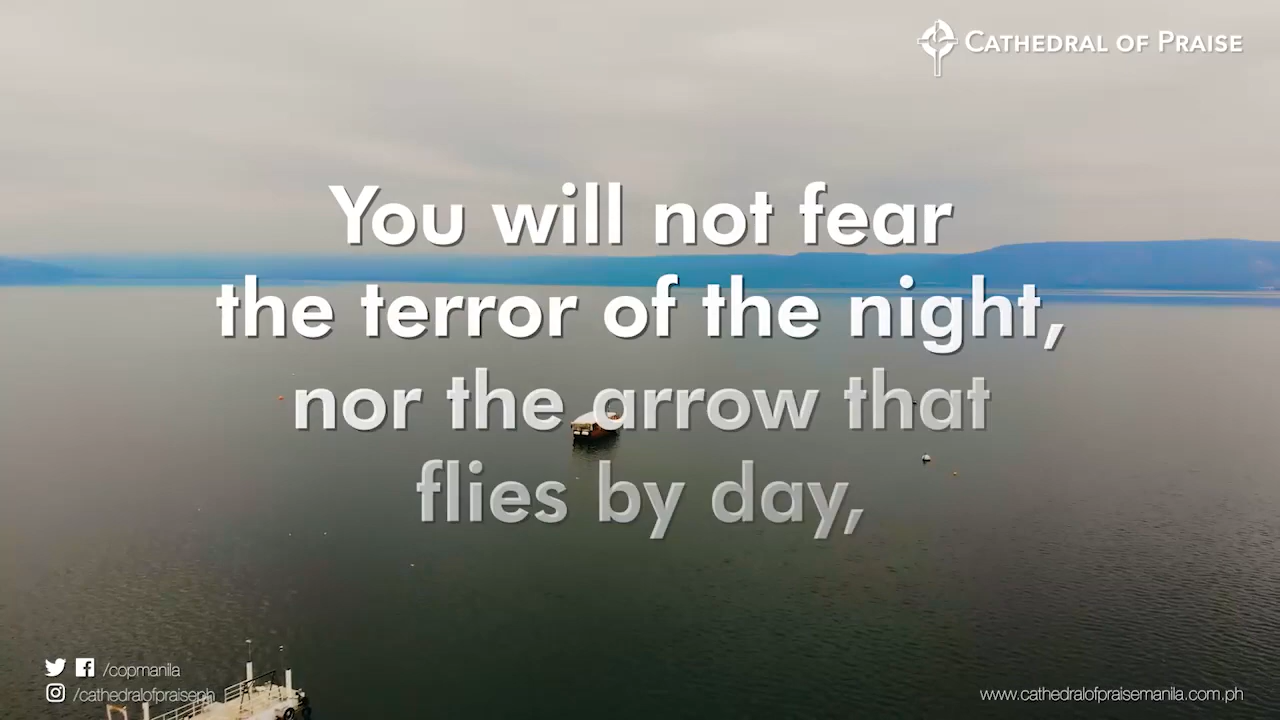 CATHEDRAL OF PRAISE
You will not fear
the terror of the night,
nor the arrow that
flies by day,
/copmanila
/cathedralofpraiseph
www.cathedralofpraisemanila.com.ph